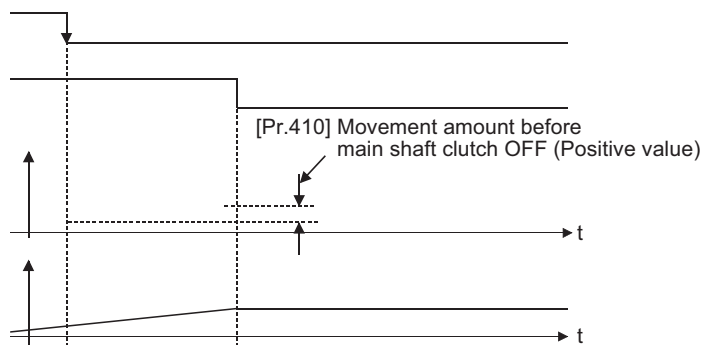 [Pr.410] Movement amount before
main shaft clutch OFF (Positive value)
t
t